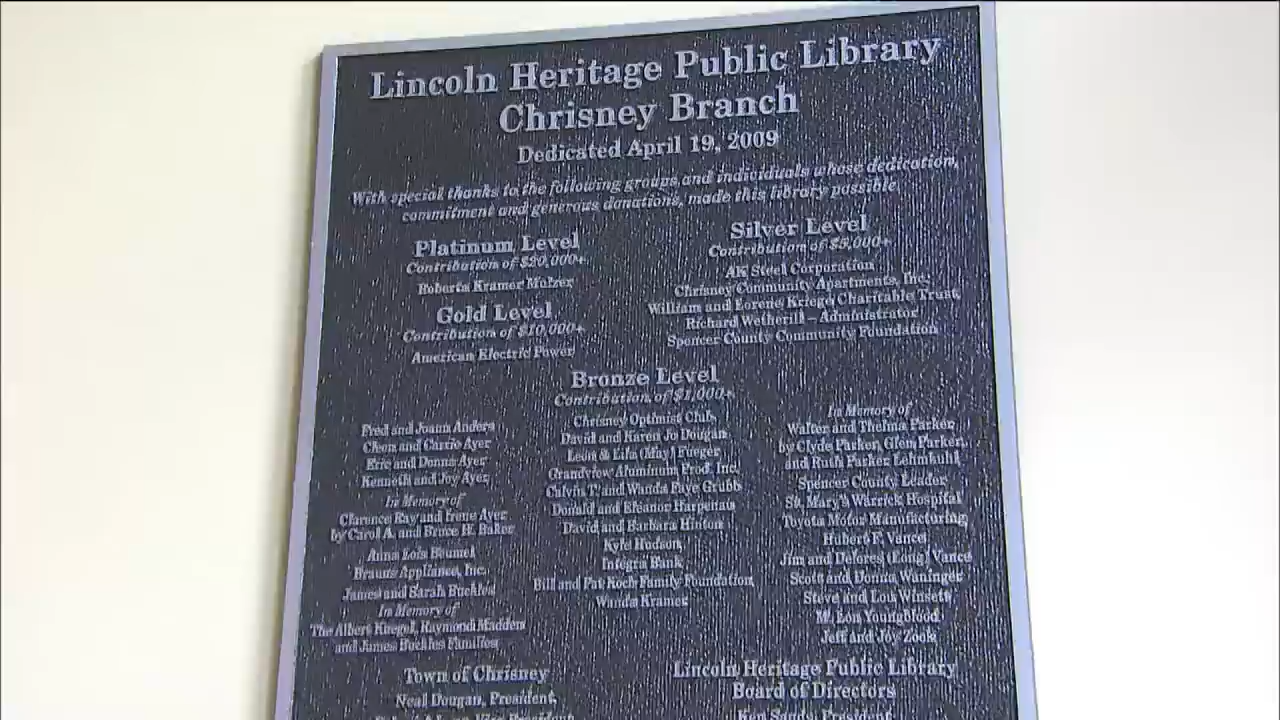 Lincoln Heritage Public Library
Chrisney Branch
Dedicated April 19, 2009
With special thanks to the following groups and individuals whose dedication,
commitment and generous donations, made this library possible.
Platinum Level
Contribution of $20,000+
Roberta Kramer Mulzer
Gold Level
Contribution of $10,000+
American Electric Power
Silver Level
Contribution of $5,000+
AK Steel Corporation
Chrisney Community Apartments, Inc.
William and Lorene Kriege Charitable Trust,
Richard Wetherill – Administrator
Spencer County Community Foundation
Bronze Level
Contribution of $1,000+
Fred and Joann Anders
Cleon and Carrie Ayer
Eric and Donna Ayer
Kenneth and Joy Ayer
In Memory of
Clarence Ray and Irene Ayer
by Carol A. and Bruce H. Baker
Anna Lois
Brauns Appliance, Inc.
James and Sarah Buckles
In Memory of
The Albert Kuegel, Raymond Madden
and James Buckles Families
Chrisney Optimist Club
David and Karen Jo Dougan
Leon & Lila (May) Fueger
Grandview Aluminum Prod. Inc.
Calvin T. and Wanda Faye Grubb
Donald and Eleanor Harpenau
David and Barbara Hinton
Kyle Hudson
Integra Bank
Bill and Pat Koch Family Foundation
Wanda Kramer
In Memory of
Walter and Thelma Parker
by Clyde Parker, Glen Parker,
and Ruth Parker Lehmkuhl
Spencer County Leader
St. Mary's Warrick Hospital
Toyota Motor Manufacturing
Hubert F. Vance
Jim and Delores (Long) Vance
Scott and Donna Waninger
Steve and Lou Winsett
M. Lon Youngblood
Jeff and Joy Zook
Town of Chrisney
Neal Dougan, President,
Lincoln Heritage Public Library
Board of Directors
President